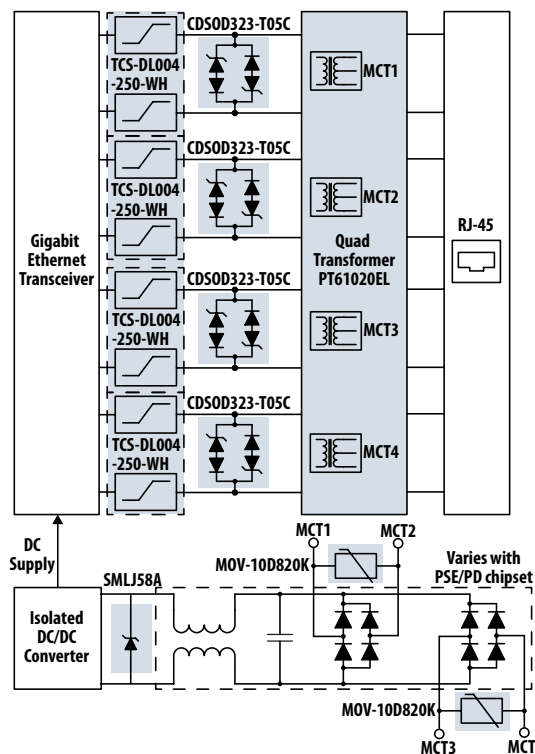 CDSOD323-T05C
TCS-DL004
-250-WH
MCT1
CDSOD323-T05C
TCS-DL004
-250-WH
MCT2
Gigabit
Ethernet
Transceiver
Quad
Transformer
PT61020EL
RJ-45
CDSOD323-T05C
TCS-DL004
-250-WH
MCT3
CDSOD323-T05C
TCS-DL004
-250-WH
MCT4
DC
Supply
MCT1
MCT2
MOV-10D820K
Varies with
PSE/PD chipset
SMLJ58A
Isolated
DC/DC
Converter
MOV-10D820K
MCT3
MCT